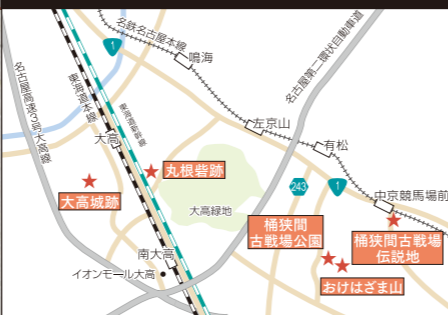 名鉄名古屋本線
1
鳴海
名古屋第二環状自動車道
名古屋高速3号大高線
東海道本線
東海道新幹線
左京山
大高
有松
丸根砦跡
243
1
中京競馬場前
大高城跡
大高緑地
桶狭間
古戦場公園
桶狭間古戦場
伝説地
南大高
おけはざま山
イオンモール大高